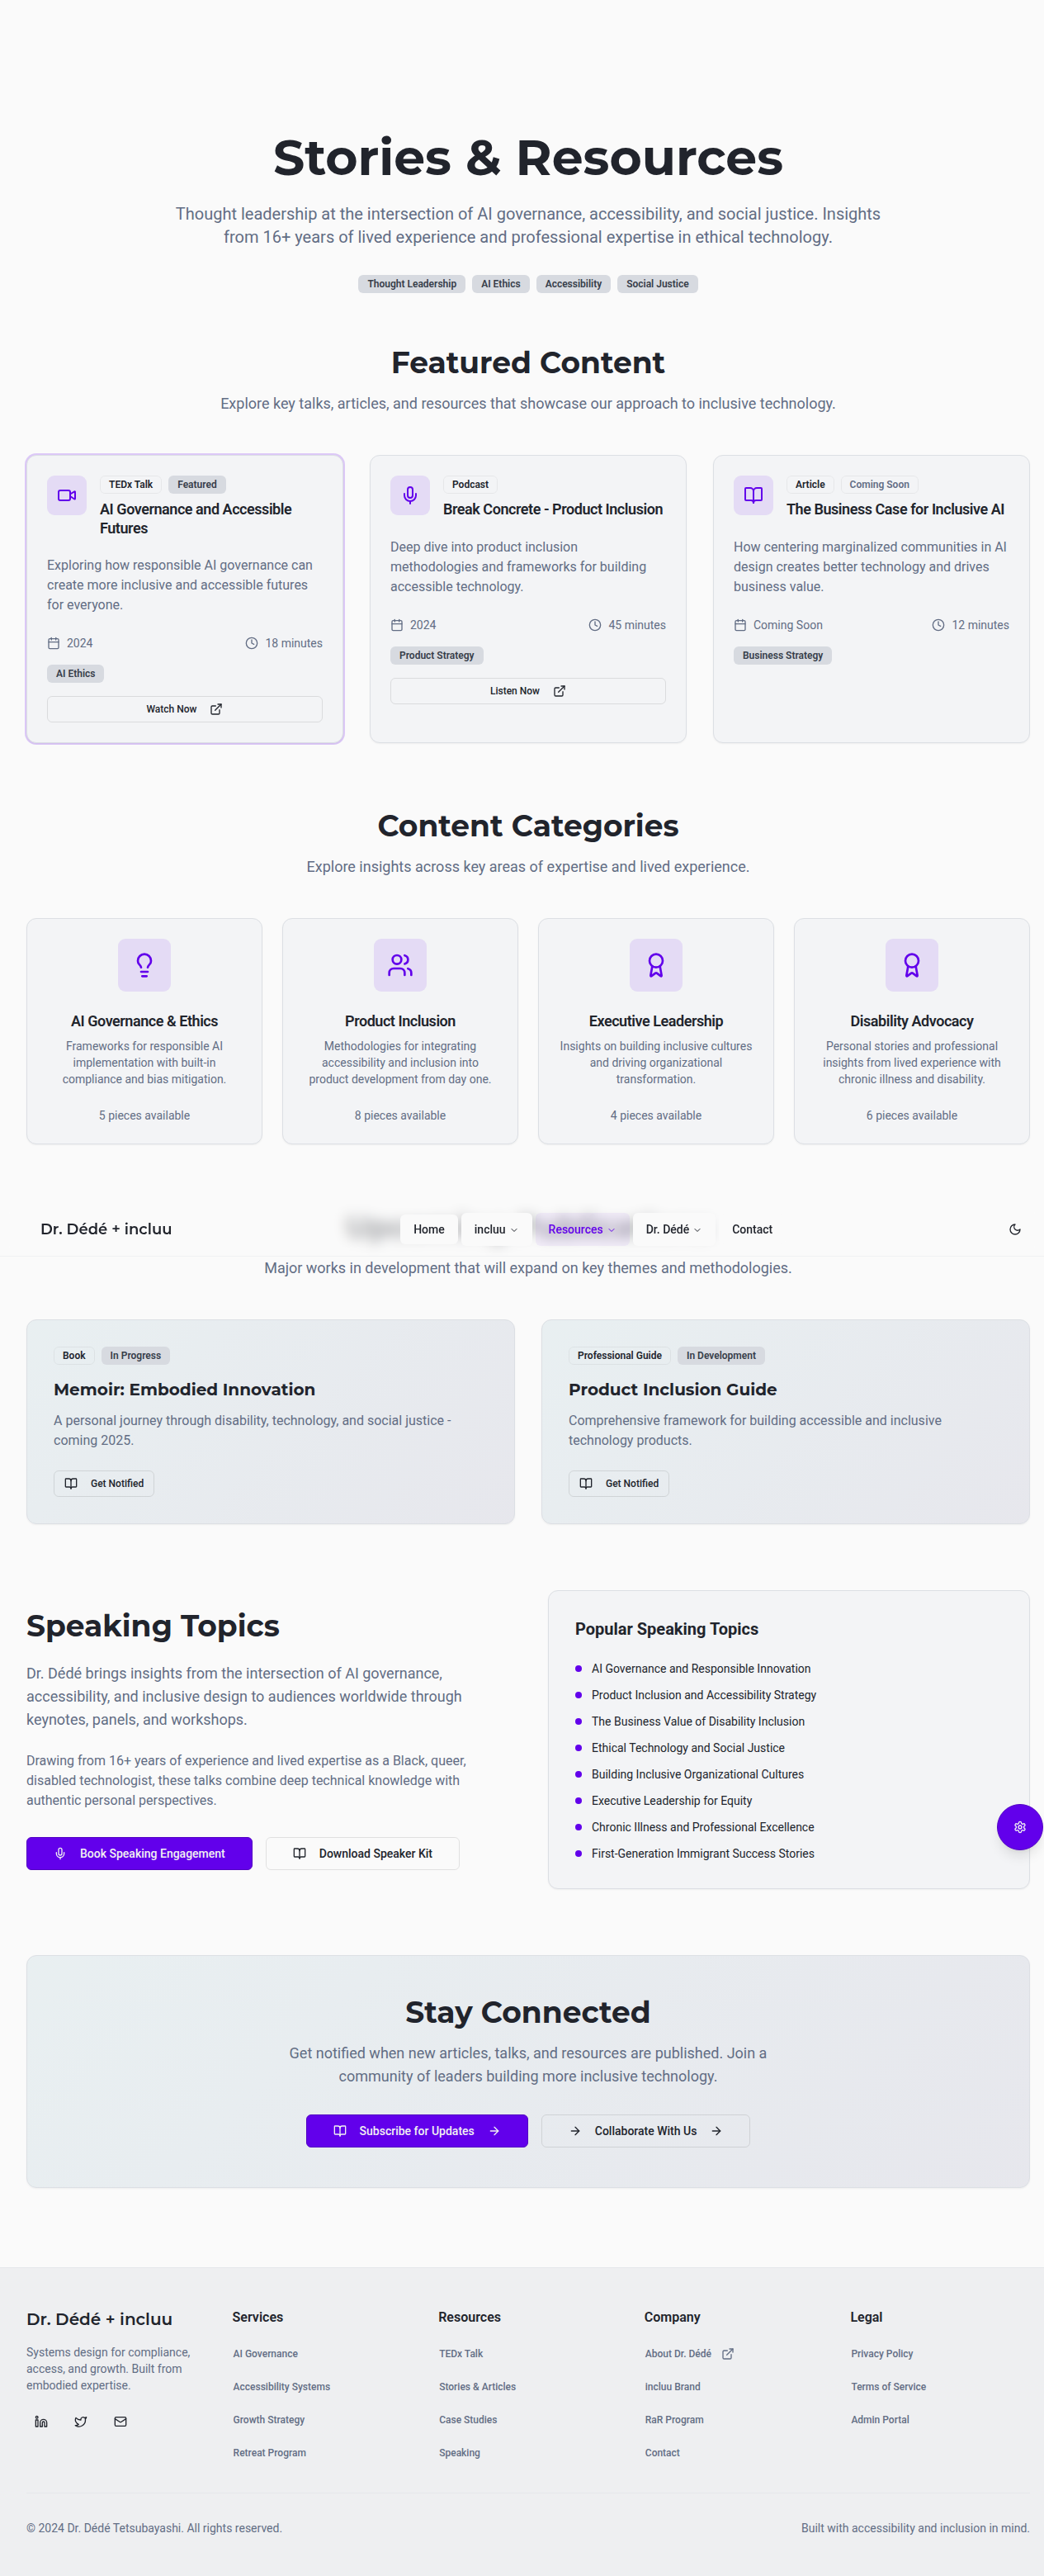 Stories & Resources
Thought leadership at the intersection of AI governance, accessibility, and social justice. Insights
from 16+ years of lived experience and professional expertise in ethical technology.
Thought Leadership
AI Ethics
Accessibility
Social Justice
Featured Content
Explore key talks, articles, and resources that showcase our approach to inclusive technology.
TEDx Talk
Featured
AI Governance and Accessible
Futures
Exploring how responsible AI governance can
create more inclusive and accessible futures
for everyone.
2024
18 minutes
AI Ethics
Watch Now
Podcast
Break Concrete - Product Inclusion
Deep dive into product inclusion
methodologies and frameworks for building
accessible technology.
2024
45 minutes
Product Strategy
Listen Now
Article
Coming Soon
The Business Case for Inclusive AI
How centering marginalized communities in AI
design creates better technology and drives
business value.
Coming Soon
12 minutes
Business Strategy
Content Categories
Explore insights across key areas of expertise and lived experience.
AI Governance & Ethics
Frameworks for responsible AI
implementation with built-in
compliance and bias mitigation.
5 pieces available
Product Inclusion
Methodologies for integrating
accessibility and inclusion into
product development from day one.
8 pieces available
Executive Leadership
Insights on building inclusive cultures
and driving organizational
transformation.
4 pieces available
Disability Advocacy
Personal stories and professional
insights from lived experience with
chronic illness and disability.
6 pieces available
Dr. Dédé + incluu
Home
incluu
Resources
Dr. Dédé
Contact
Major works in development that will expand on key themes and methodologies.
Book
In Progress
Memoir: Embodied Innovation
A personal journey through disability, technology, and social justice -
coming 2025.
Get Notified
Professional Guide
In Development
Product Inclusion Guide
Comprehensive framework for building accessible and inclusive
technology products.
Get Notified
Speaking Topics
Dr. Dédé brings insights from the intersection of AI governance,
accessibility, and inclusive design to audiences worldwide through
keynotes, panels, and workshops.
Drawing from 16+ years of experience and lived expertise as a Black, queer,
disabled technologist, these talks combine deep technical knowledge with
authentic personal perspectives.
Book Speaking Engagement
Download Speaker Kit
Popular Speaking Topics
AI Governance and Responsible Innovation
Product Inclusion and Accessibility Strategy
The Business Value of Disability Inclusion
Ethical Technology and Social Justice
Building Inclusive Organizational Cultures
Executive Leadership for Equity
Chronic Illness and Professional Excellence
First-Generation Immigrant Success Stories
Stay Connected
Get notified when new articles, talks, and resources are published. Join a
community of leaders building more inclusive technology.
Subscribe for Updates
Collaborate With Us
Dr. Dédé + incluu
Systems design for compliance,
access, and growth. Built from
embodied expertise.
Services
AI Governance
Accessibility Systems
Growth Strategy
Retreat Program
Resources
TEDx Talk
Stories & Articles
Case Studies
Speaking
Company
About Dr. Dédé
incluu Brand
RaR Program
Contact
Legal
Privacy Policy
Terms of Service
Admin Portal
© 2024 Dr. Dédé Tetsubayashi. All rights reserved.
Built with accessibility and inclusion in mind.